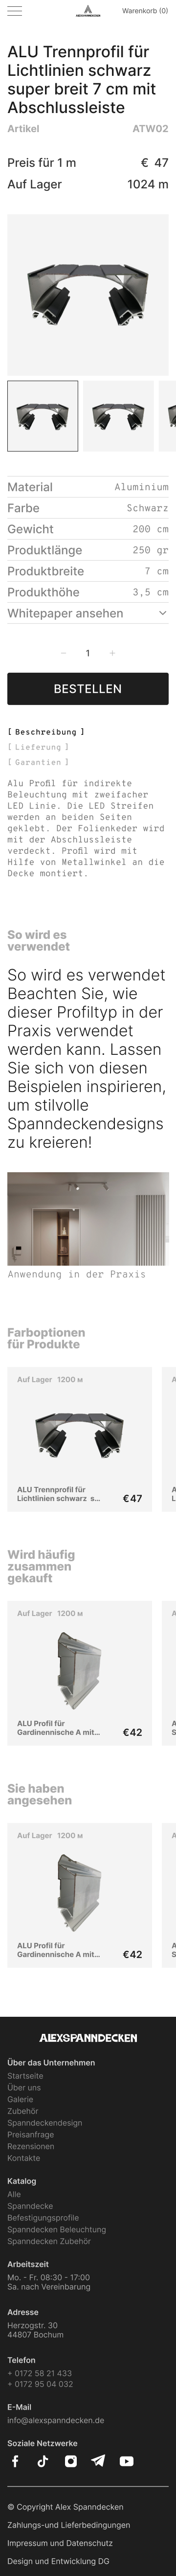 ALEXSPANNDECKEN
Warenkorb (0)
ALU Trennprofil für
Lichtlinien schwarz
super breit 7 cm mit
Abschlussleiste
Artikel ATW02
Preis für 1 m € 47
Auf Lager 1024 m
Material Aluminium
Farbe Schwarz
Gewicht 200 cm
Produktlänge 250 gr
Produktbreite 7 cm
Produkthöhe 3,5 cm
Whitepaper ansehen
− 1 +
BESTELLEN
[ Beschreibung ]
[ Lieferung ]
[ Garantien ]
Alu Profil für indirekte
Beleuchtung mit zweifacher
LED Linie. Die LED Streifen
werden an beiden Seiten
geklebt. Der Folienkeder wird
mit der Abschlussleiste
verdeckt. Profil wird mit
Hilfe von Metallwinkel an die
Decke montiert.
So wird es
verwendet
So wird es verwendet
Beachten Sie, wie
dieser Profiltyp in der
Praxis verwendet
werden kann. Lassen
Sie sich von diesen
Beispielen inspirieren,
um stilvolle
Spanndeckendesigns
zu kreieren!
Anwendung in der Praxis
Farboptionen
für Produkte
Auf Lager 1200 м
ALU Trennprofil für
Lichtlinien schwarz s...
€47
Wird häufig
zusammen
gekauft
Auf Lager 1200 м
ALU Profil für
Gardinennische A mit...
€42
Sie haben
angesehen
Auf Lager 1200 м
ALU Profil für
Gardinennische A mit...
€42
ALEXSPANNDECKEN
Über das Unternehmen
Startseite
Über uns
Galerie
Zubehör
Spanndeckendesign
Preisanfrage
Rezensionen
Kontakte
Katalog
Alle
Spanndecke
Befestigungsprofile
Spanndecken Beleuchtung
Spanndecken Zubehör
Arbeitszeit
Mo. - Fr. 08:30 - 17:00
Sa. nach Vereinbarung
Adresse
Herzogstr. 30
44807 Bochum
Telefon
+ 0172 58 21 433
+ 0172 95 04 032
E-Mail
info@alexspanndecken.de
Soziale Netzwerke
© Copyright Alex Spanndecken
Zahlungs-und Lieferbedingungen
Impressum und Datenschutz
Design und Entwicklung DG